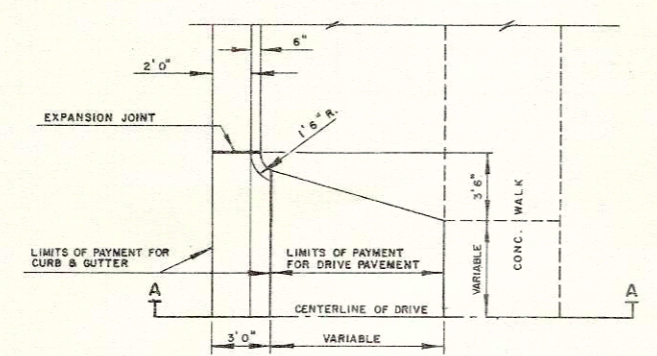 6"
2'0"
EXPANSION JOINT
1'6" R.
3'6"
CONC. WALK
LIMITS OF PAYMENT FOR
CURB & GUTTER
LIMITS OF PAYMENT
FOR DRIVE PAVEMENT
VARIABLE
A
A
CENTERLINE OF DRIVE
3'0"
VARIABLE